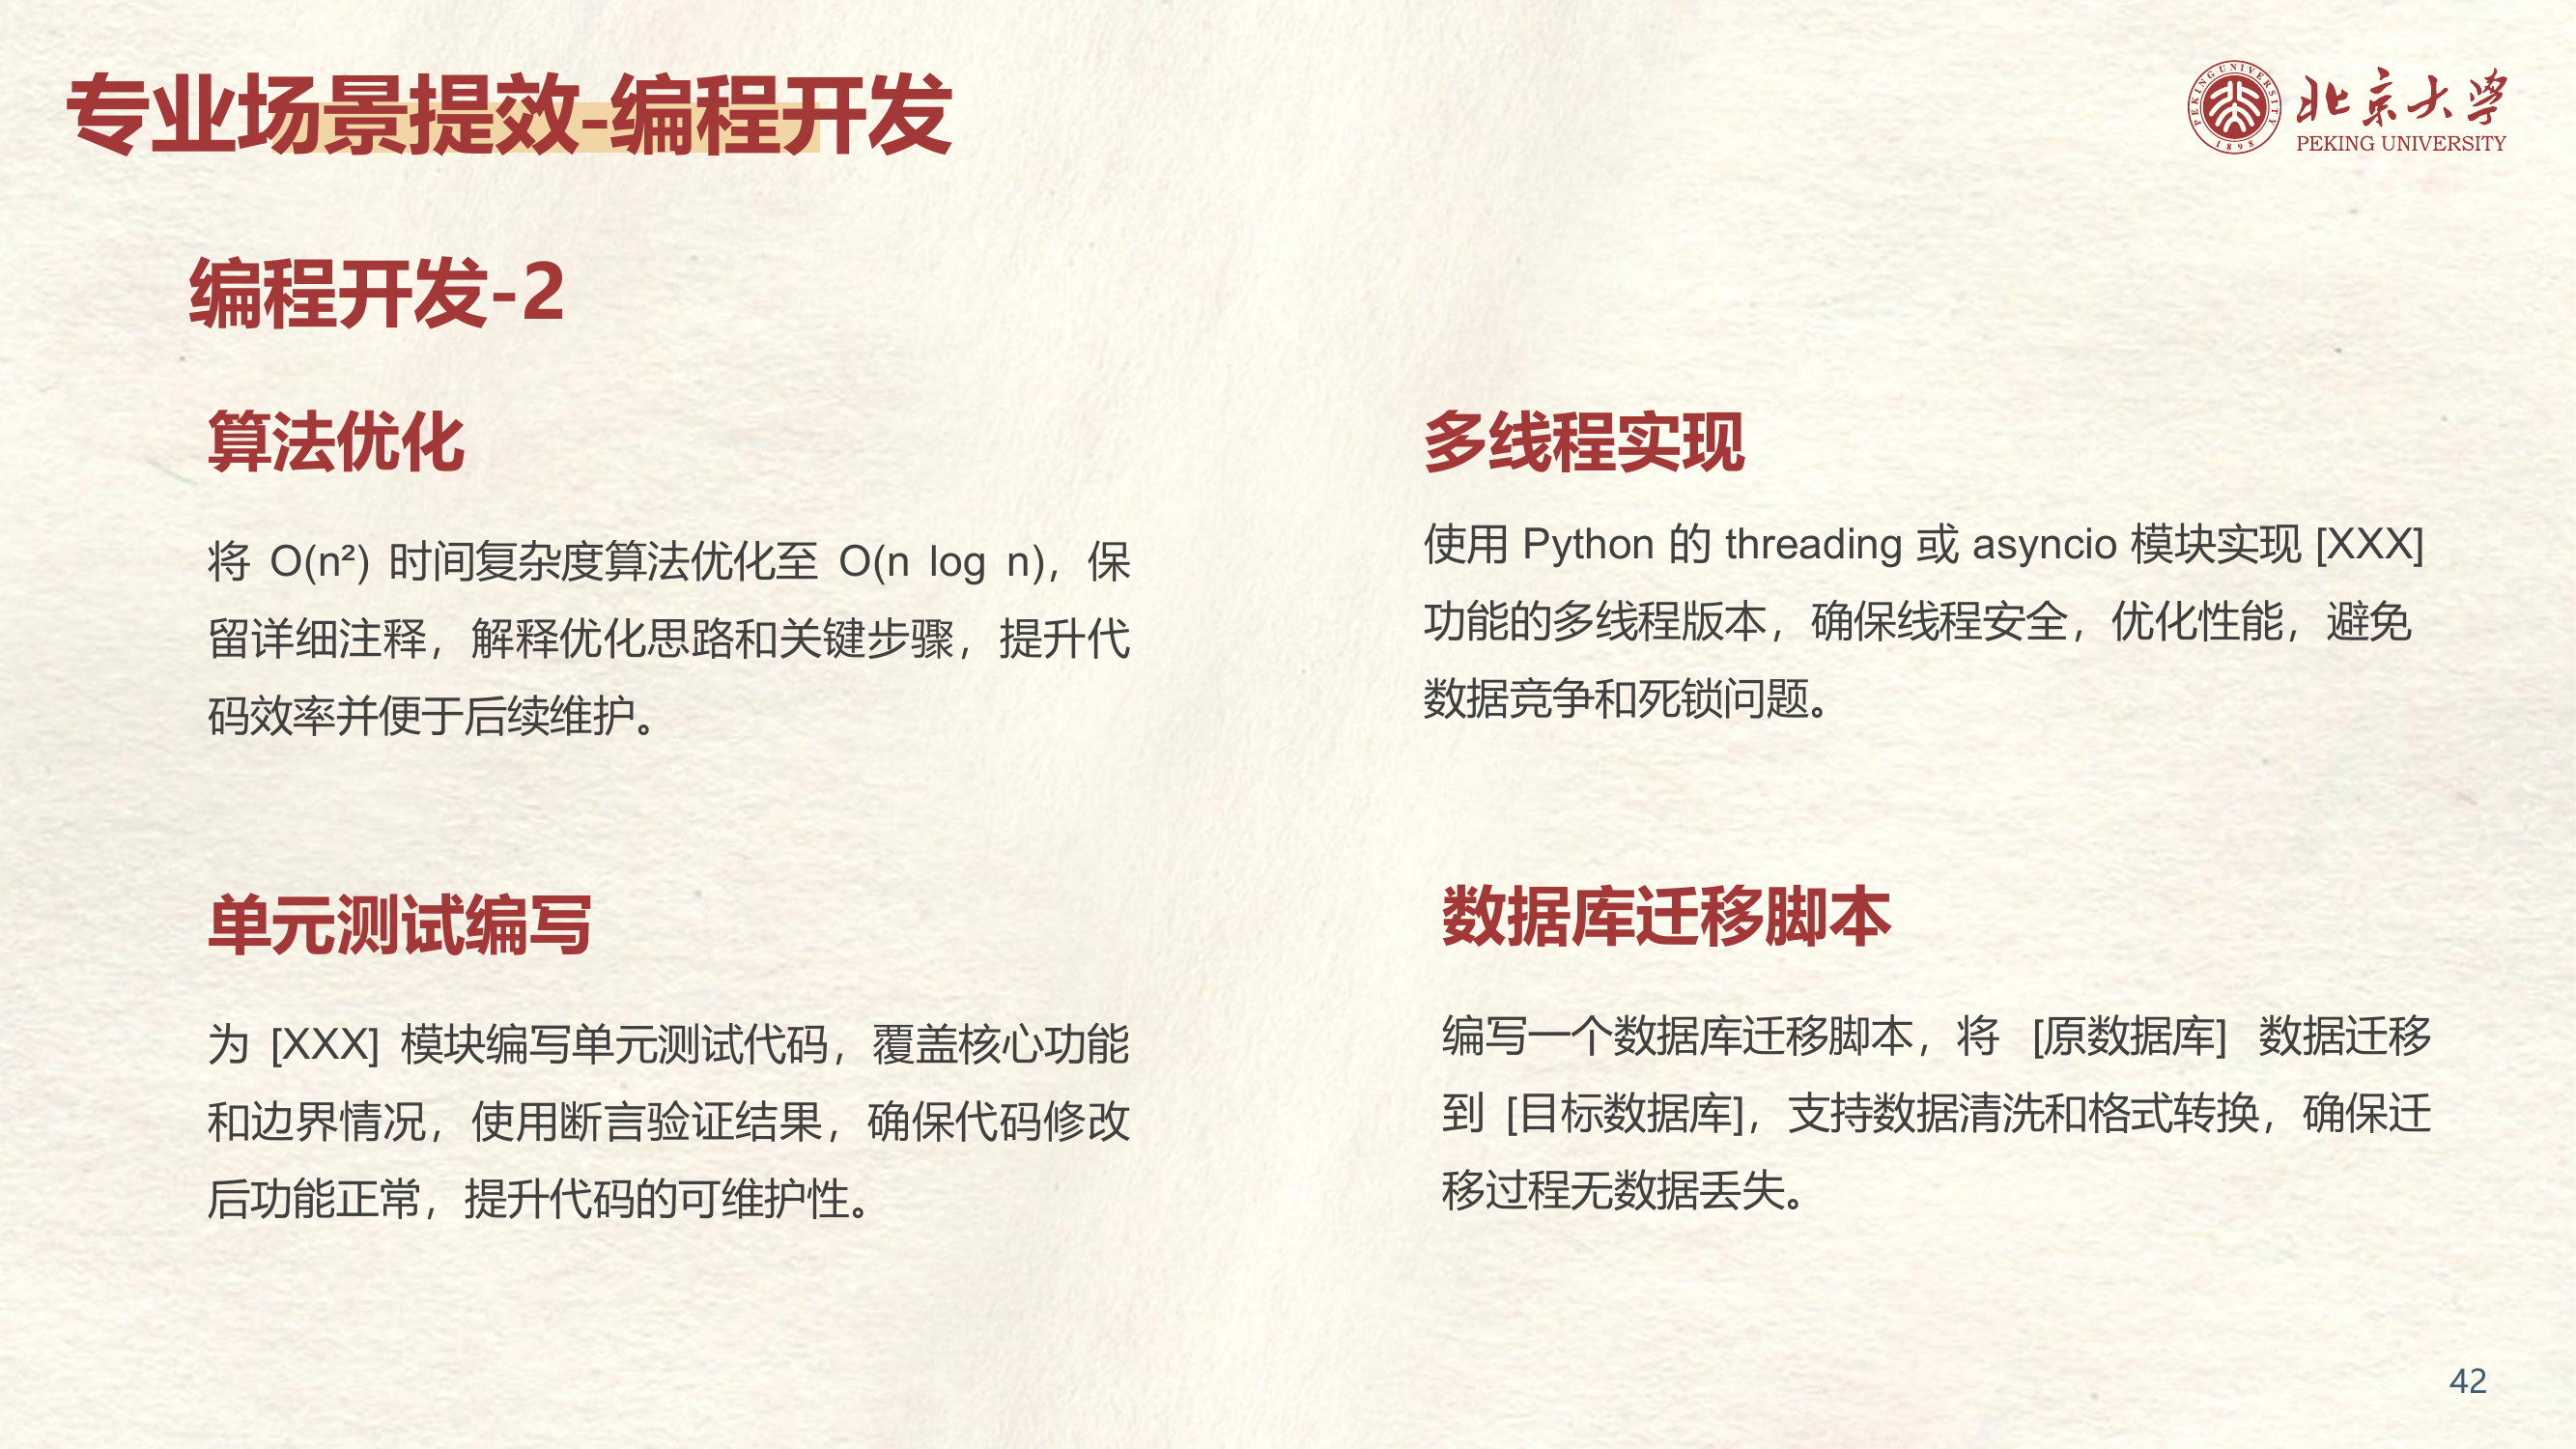 专业场景提效-编程开发
PEKING UNIVERSITY
1898
北京大学
PEKING UNIVERSITY
编程开发-2
算法优化
将 O(n²) 时间复杂度算法优化至 O(n log n)，保
留详细注释，解释优化思路和关键步骤，提升代
码效率并便于后续维护。
多线程实现
使用 Python 的 threading 或 asyncio 模块实现 [XXX]
功能的多线程版本，确保线程安全，优化性能，避免
数据竞争和死锁问题。
单元测试编写
为 [XXX] 模块编写单元测试代码，覆盖核心功能
和边界情况，使用断言验证结果，确保代码修改
后功能正常，提升代码的可维护性。
数据库迁移脚本
编写一个数据库迁移脚本，将 [原数据库] 数据迁移
到 [目标数据库]，支持数据清洗和格式转换，确保迁
移过程无数据丢失。
42